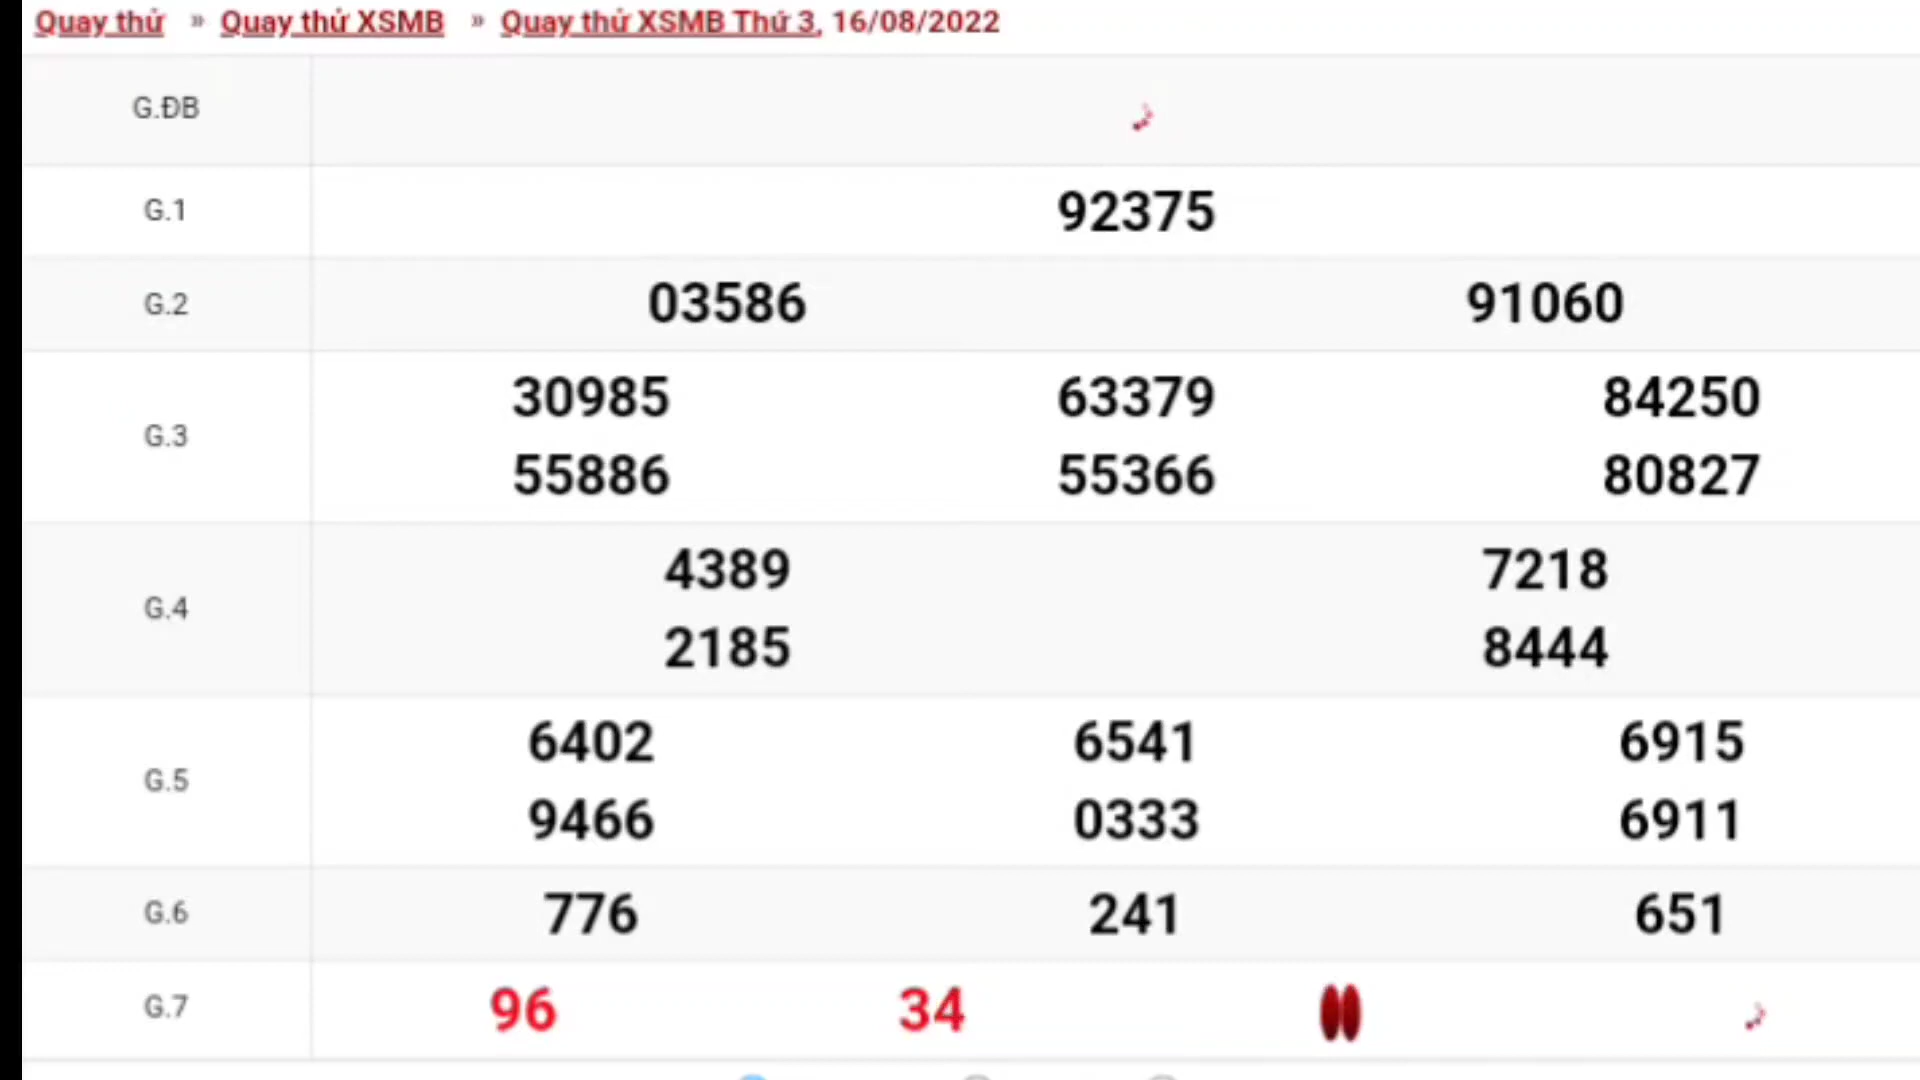 Quay thử » Quay thử XSMB » Quay thử XSMB Thứ 3, 16/08/2022
G.ĐB
G.1 92375
G.2 03586 91060
G.3 30985 63379 84250
55886 55366 80827
G.4 4389 7218
2185 8444
G.5 6402 6541 6915
9466 0333 6911
G.6 776 241 651
G.7 96 34